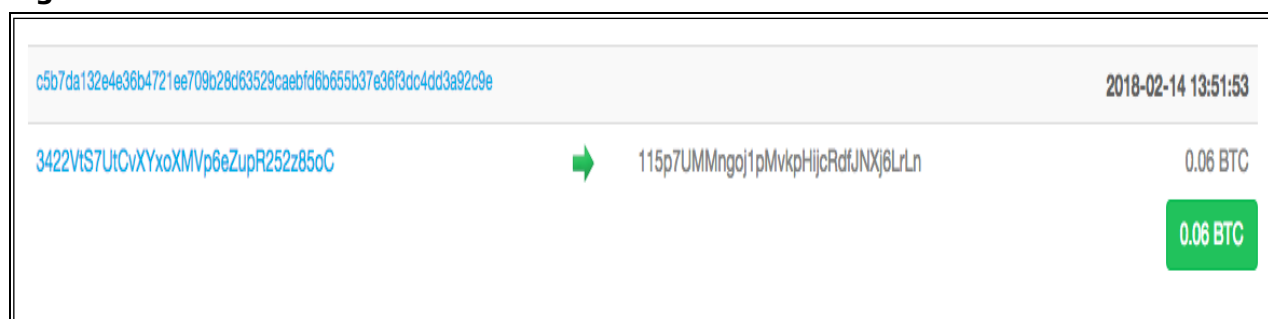 c5b7da132e4e36b4721ee709b28d63529caebfd6b655b37e36f3dc4dd3a92c9e
2018-02-14 13:51:53
3422VtS7UtCvXYxoXMVp6eZupR252z85oC
115p7UMMngoj1pMvkpHijcRdfJNXj6LrLn
0.06 BTC
0.06 BTC